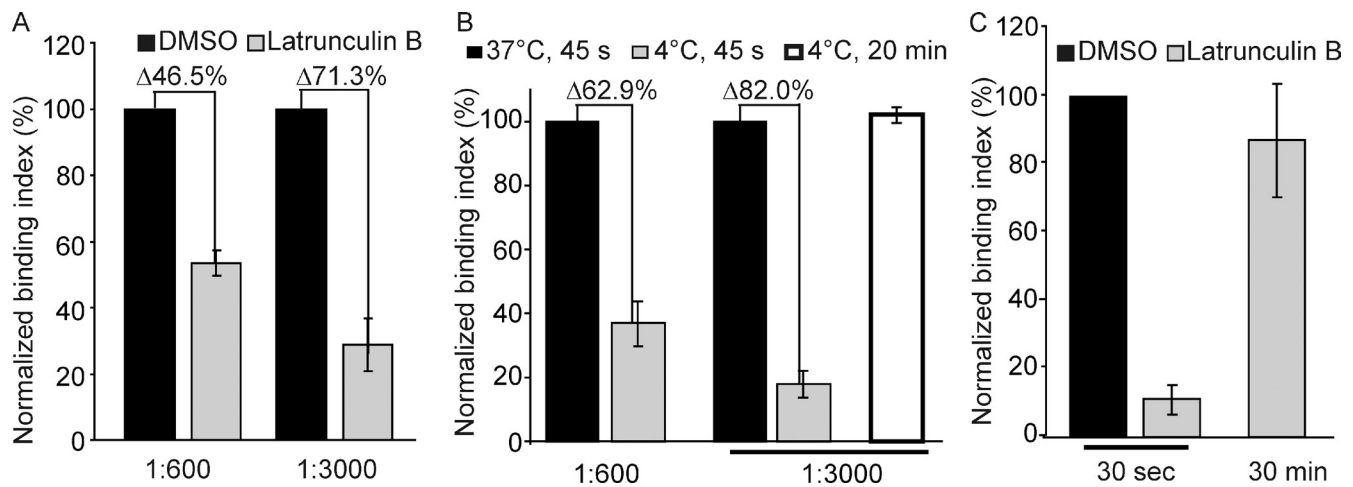 A
DMSO Latrunculin B
Normalized binding index (%)
120
100
80
60
40
20
0
Δ46.5%
Δ71.3%
1:600
1:3000
B
37°C, 45 s 4°C, 45 s 4°C, 20 min
Normalized binding index (%)
100
80
60
40
20
0
Δ62.9%
Δ82.0%
1:600
1:3000
C
DMSO Latrunculin B
Normalized binding index (%)
120
100
80
60
40
20
0
30 sec
30 min